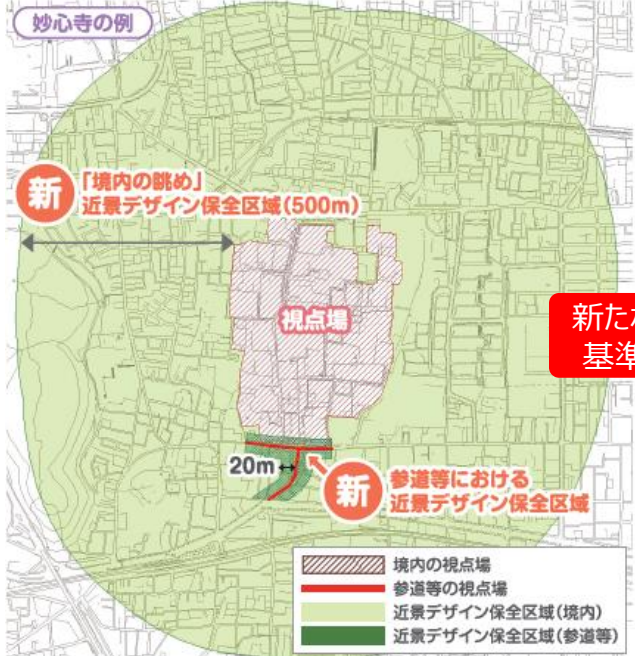 妙心寺の例
新
「境内の眺め」
近景デザイン保全区域(500m)
視点場
新た
基準
20m
新
参道等における
近景デザイン保全区域
境内の視点場
参道等の視点場
近景デザイン保全区域(境内)
近景デザイン保全区域(参道等)